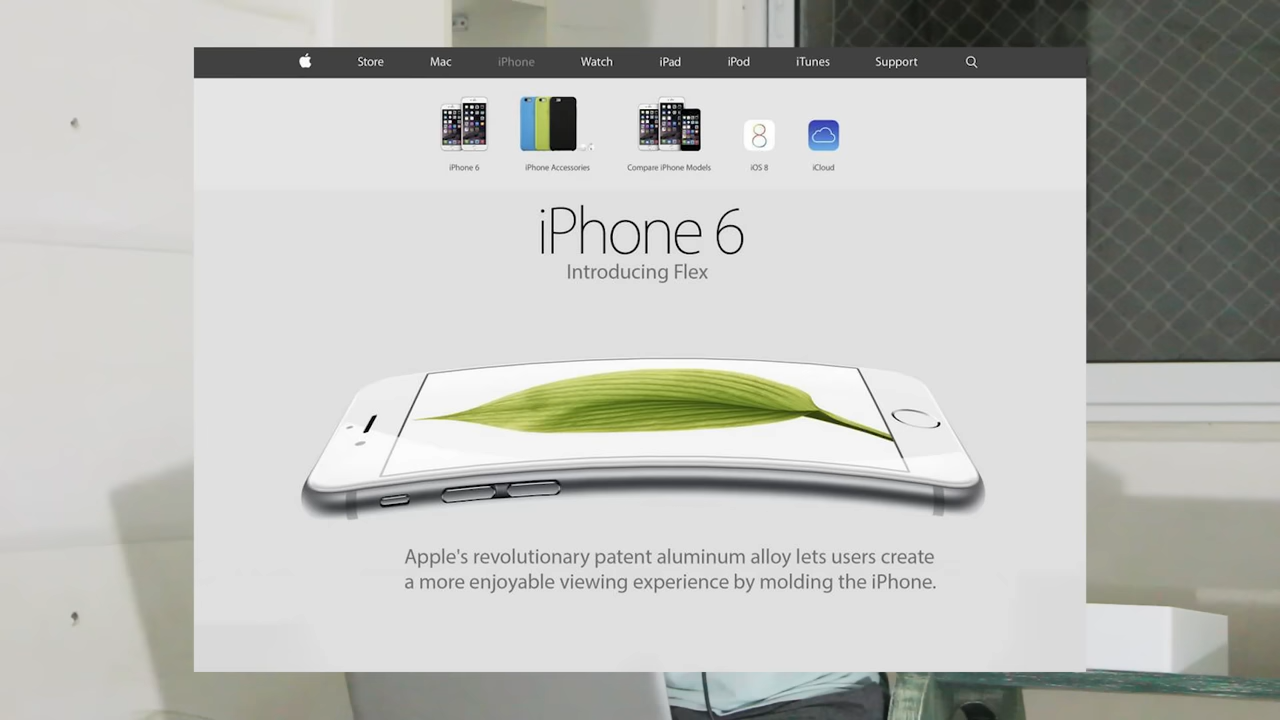 Store Mac iPhone Watch iPad iPod iTunes Support
iPhone 6 iPhone Accessories Compare iPhone Models iOS 8 iCloud
iPhone 6
Introducing Flex
Apple's revolutionary patent aluminum alloy lets users create
a more enjoyable viewing experience by molding the iPhone.